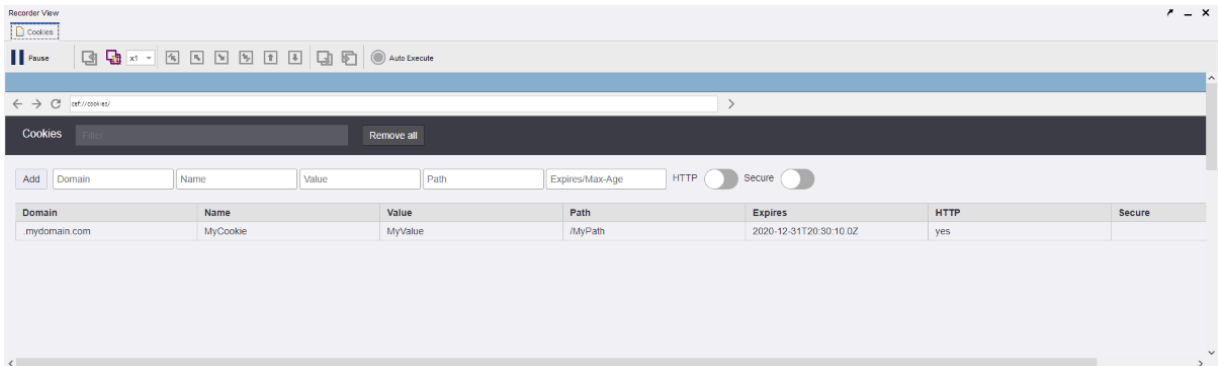 Recorder View
Cookies
Pause x1 Auto Execute
cef://cookies/
Cookies Filter Remove all
Add Domain Name Value Path Expires/Max-Age HTTP Secure
Domain Name Value Path Expires HTTP Secure
.mydomain.com MyCookie MyValue /MyPath 2020-12-31T20:30:10.0Z yes